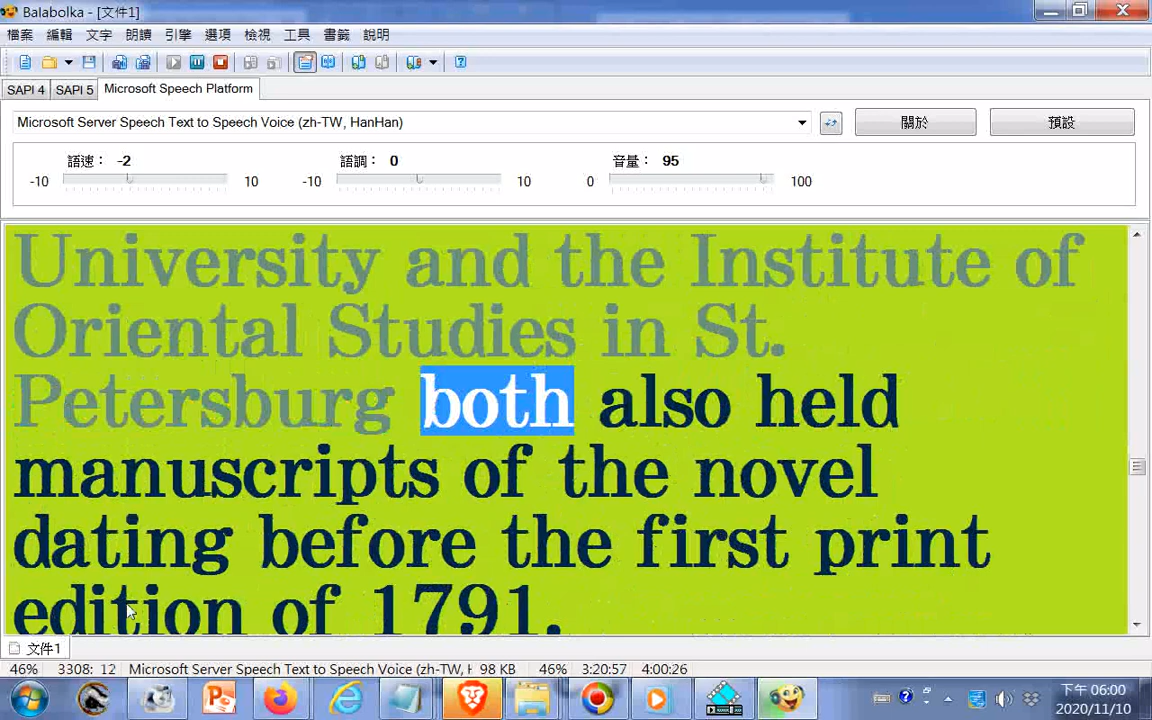 Balabolka - [文件1]
檔案 編輯 文字 朗讀 引擎 選項 檢視 工具 書籤 說明
SAPI 4 SAPI 5 Microsoft Speech Platform
Microsoft Server Speech Text to Speech Voice (zh-TW, HanHan) 關於 預設
語速： -2 語調： 0 音量： 95
-10 10 -10 10 0 100
University and the Institute of
Oriental Studies in St.
Petersburg both also held
manuscripts of the novel
dating before the first print
edition of 1791.
文件1
46% 3308: 12 Microsoft Server Speech Text to Speech Voice (zh-TW, H 98 KB 46% 3:20:57 4:00:26
下午 06:00
2020/11/10